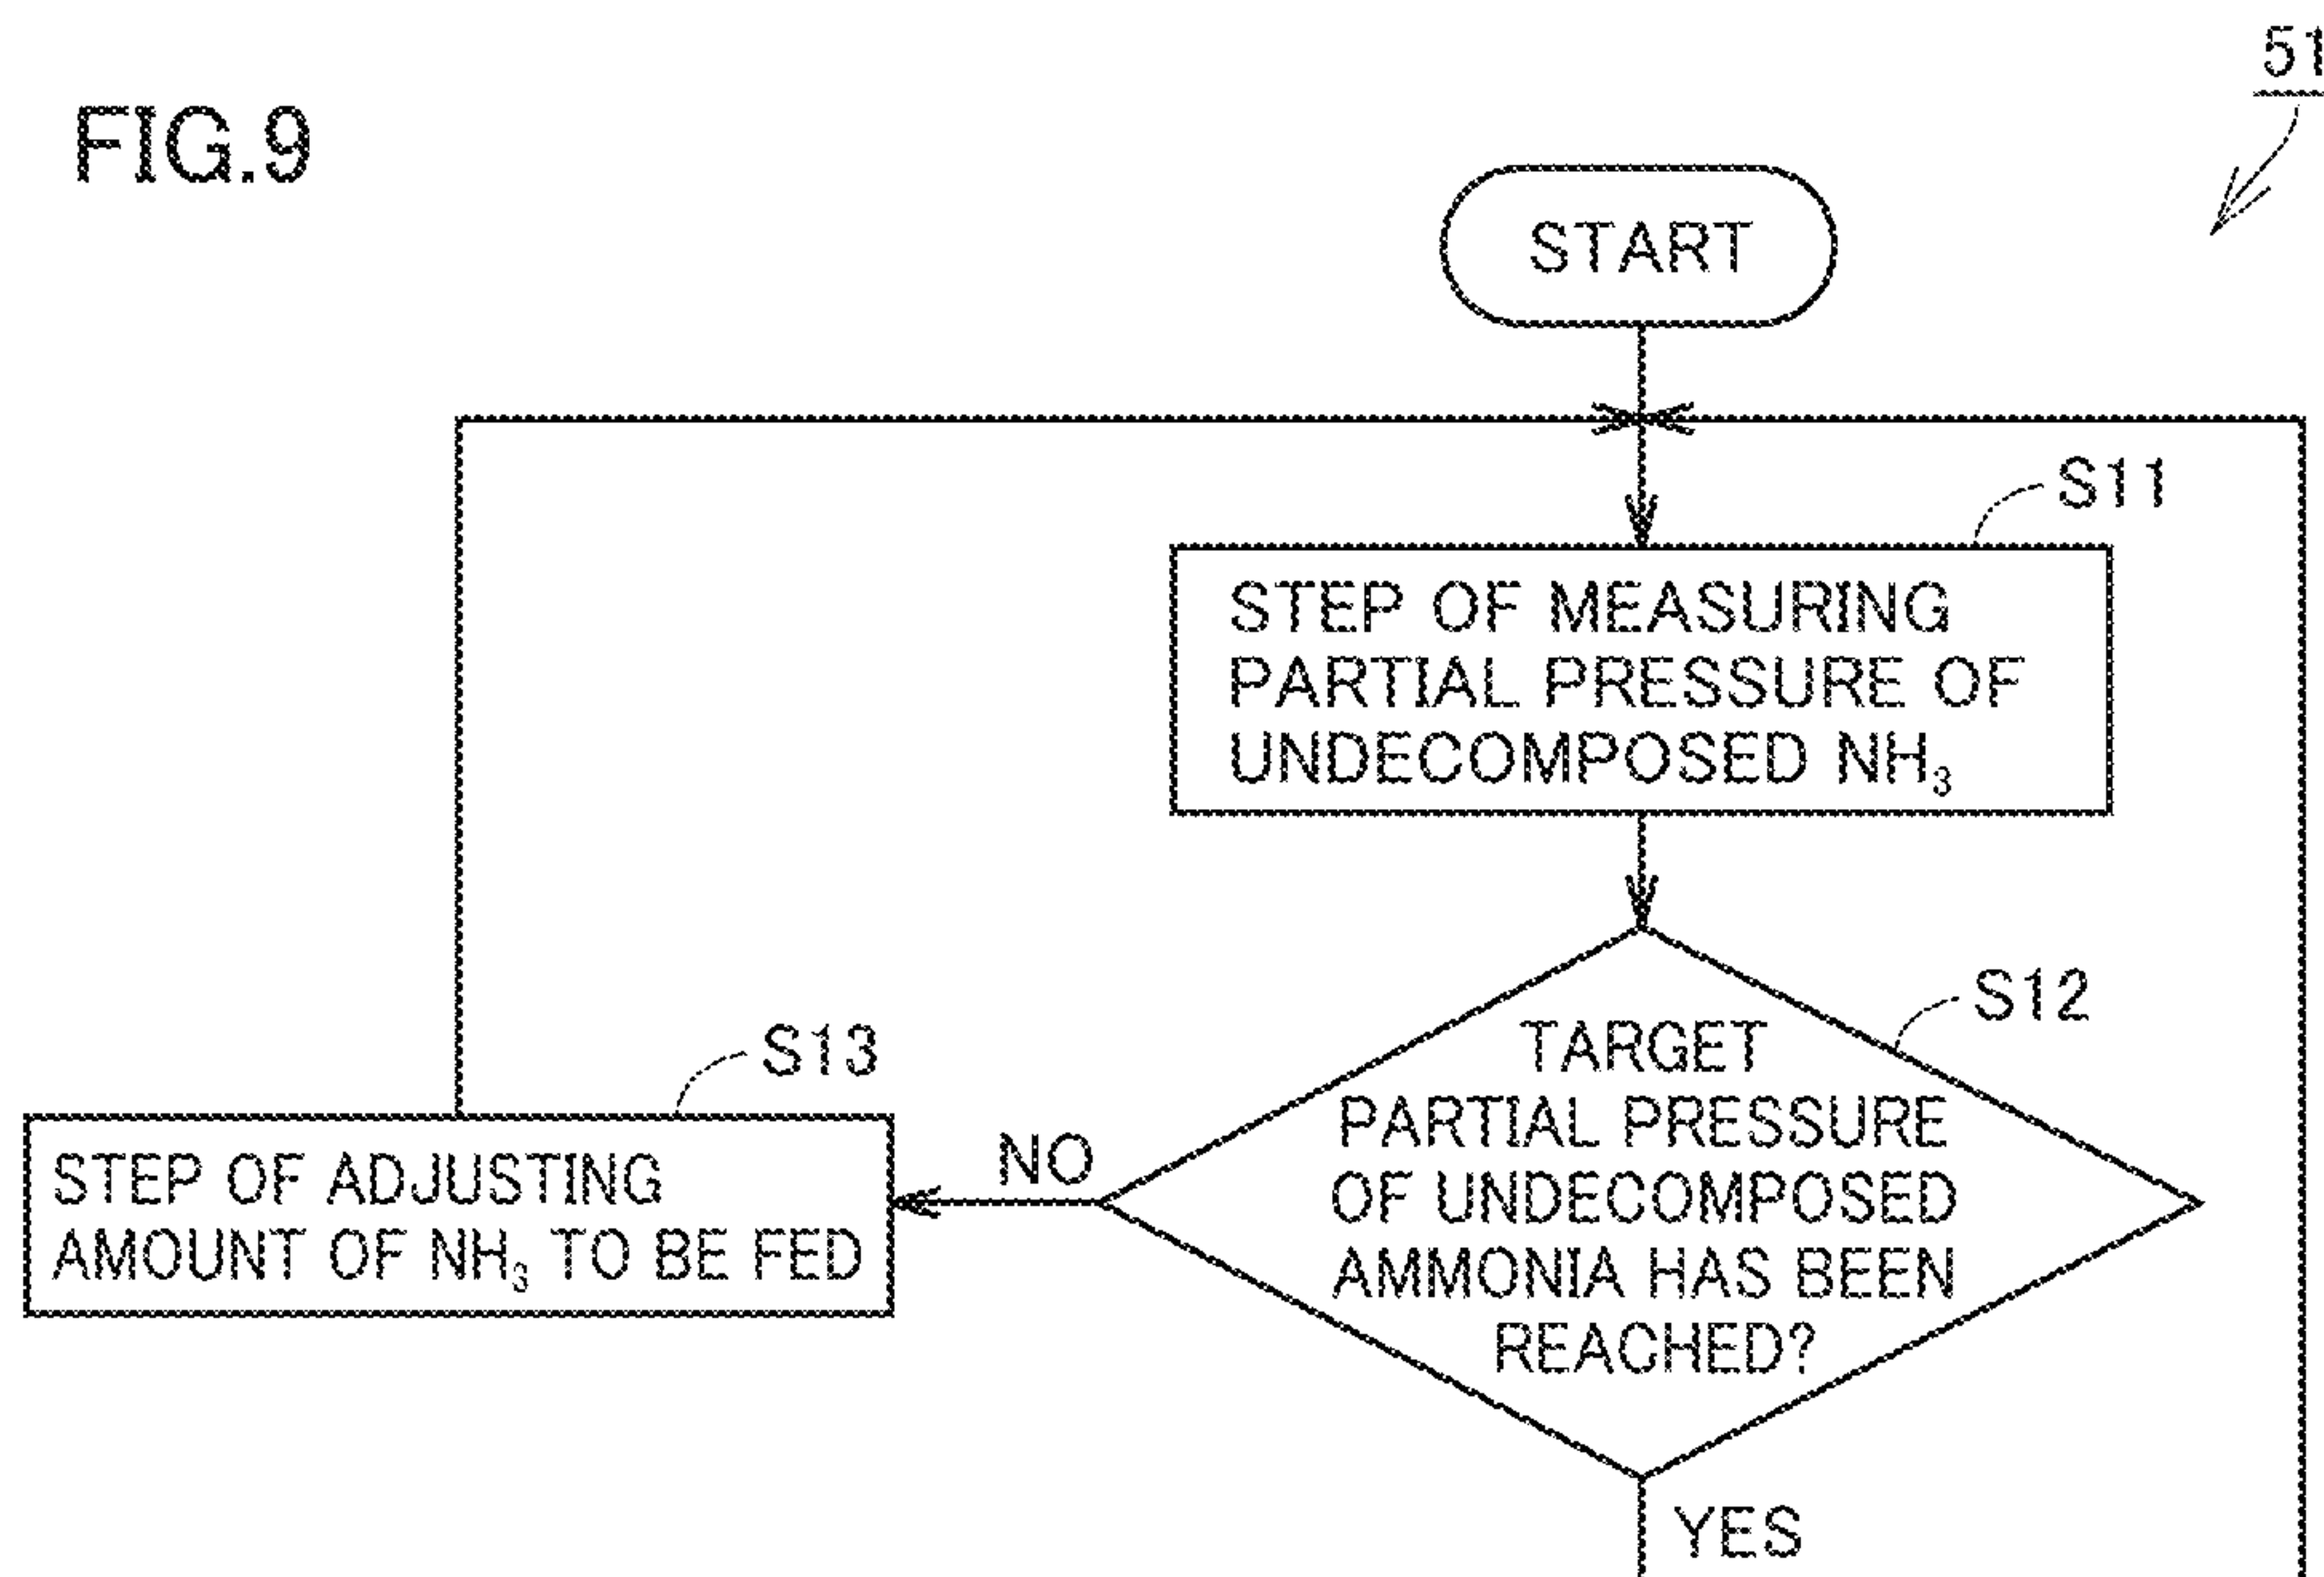 51
FIG.9
START
S11
STEP OF MEASURING
PARTIAL PRESSURE OF
UNDECOMPOSED NH₃
S12
TARGET
PARTIAL PRESSURE
OF UNDECOMPOSED
AMMONIA HAS BEEN
REACHED?
S13
NO
STEP OF ADJUSTING
AMOUNT OF NH₃ TO BE FED
YES